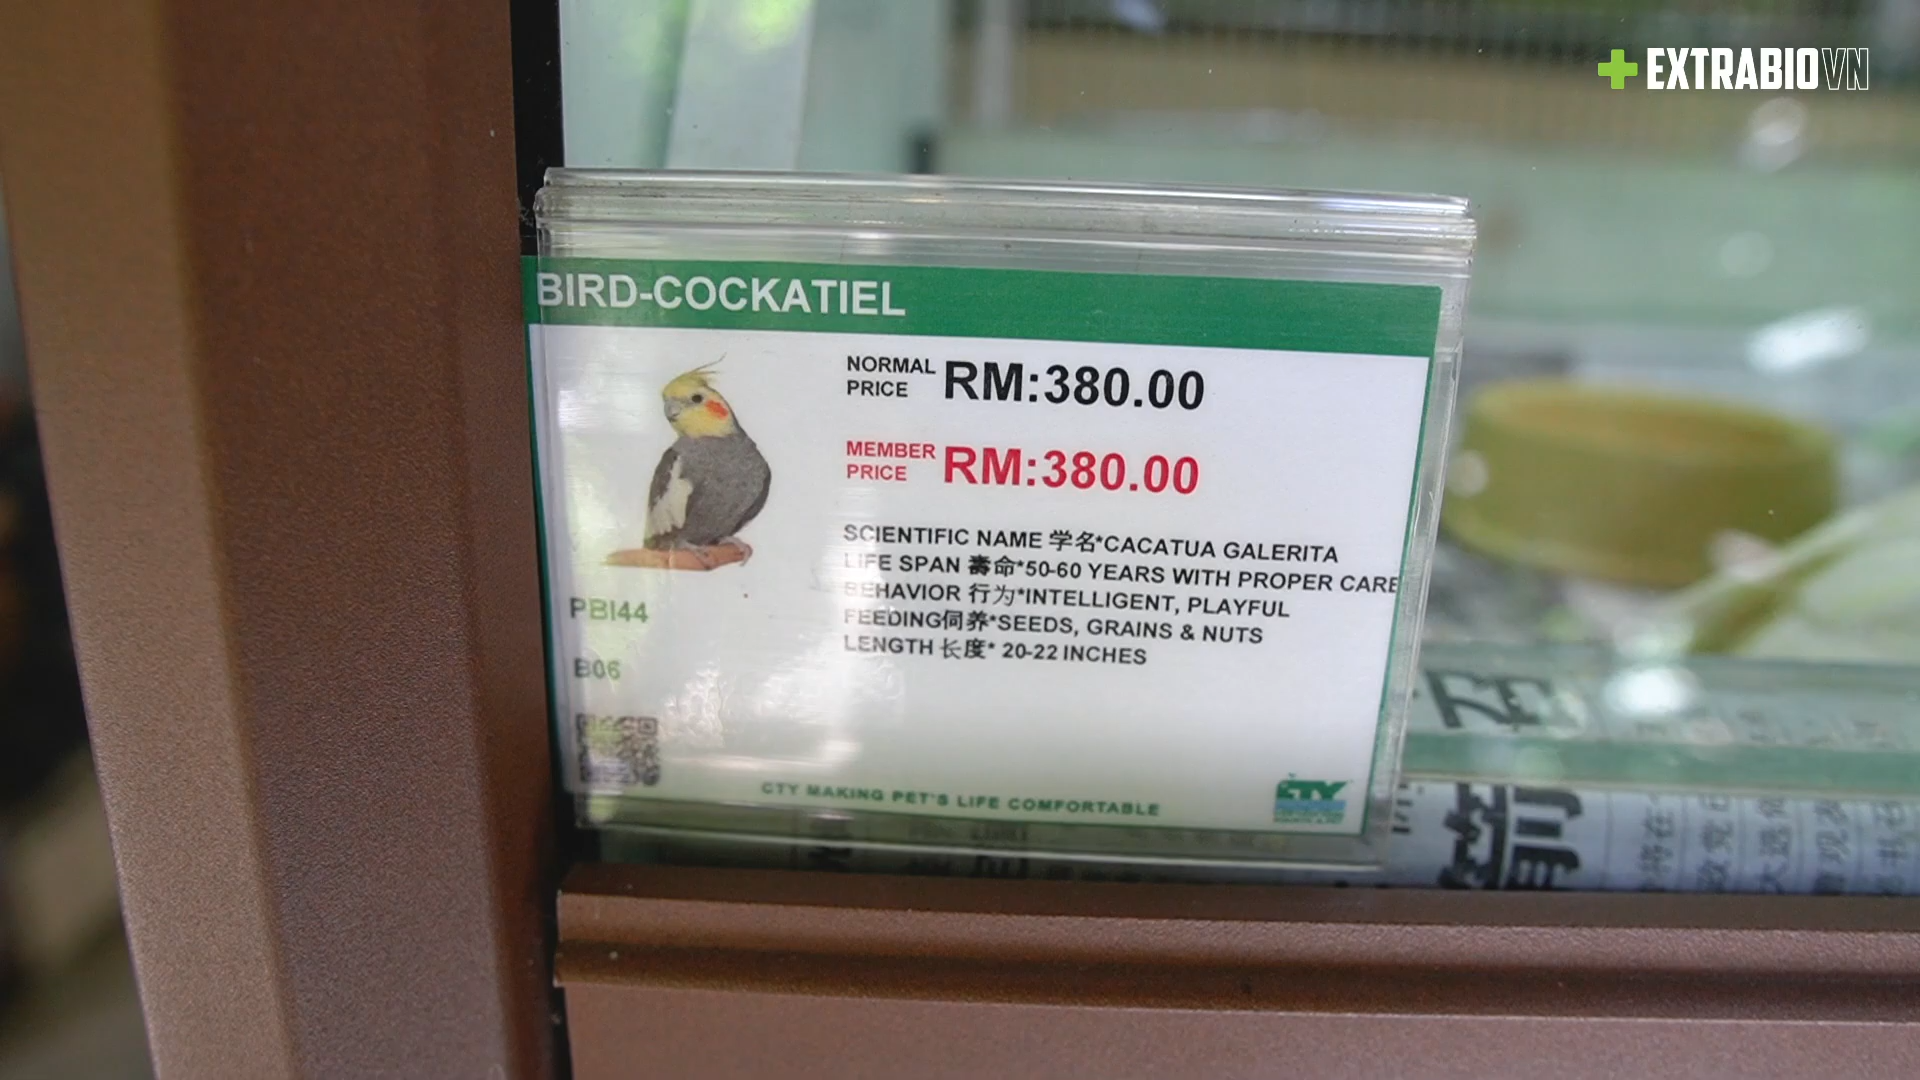 EXTRABIOVN
BIRD-COCKATIEL
NORMAL PRICE RM:380.00
MEMBER PRICE RM:380.00
SCIENTIFIC NAME 学名*CACATUA GALERITA
LIFE SPAN 壽命*50-60 YEARS WITH PROPER CARE
BEHAVIOR 行为*INTELLIGENT, PLAYFUL
FEEDING伺养*SEEDS, GRAINS & NUTS
LENGTH 长度* 20-22 INCHES
PBI44
B06
CTY MAKING PET'S LIFE COMFORTABLE
CTY